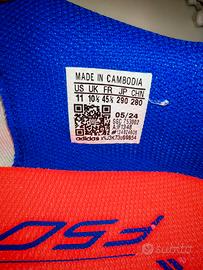 MADE IN CAMBODIA
US UK FR JP CHN
11 10½ 45⅓ 290 280
05/24
adidas
F50
subito